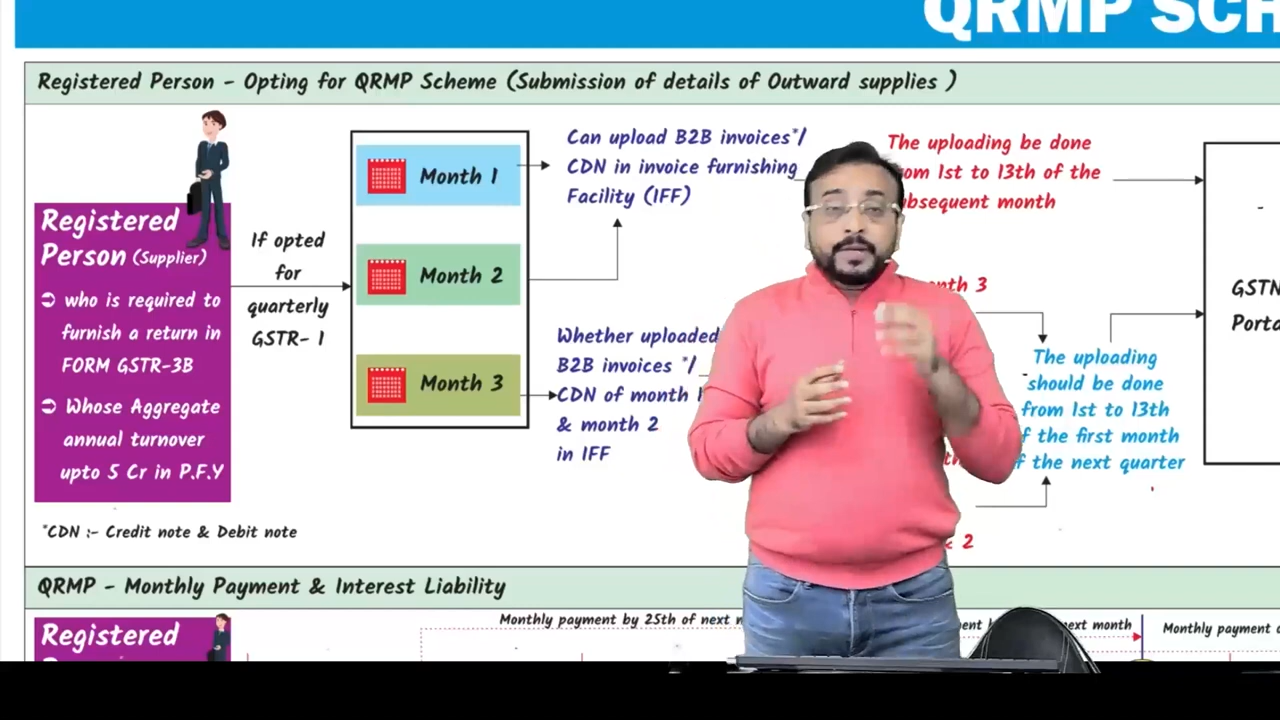 QRMP SCH
Registered Person - Opting for QRMP Scheme (Submission of details of Outward supplies )
Registered
Person (Supplier)
➲ who is required to
furnish a return in
FORM GSTR-3B
➲ Whose Aggregate
annual turnover
upto 5 Cr in P.F.Y
*CDN :- Credit note & Debit note
If opted
for
quarterly
GSTR- 1
Month 1
Month 2
Month 3
Can upload B2B invoices*/
CDN in invoice furnishing
Facility (IFF)
Whether uploaded
B2B invoices */
CDN of month 1
& month 2
in IFF
The uploading be done
from 1st to 13th of the
subsequent month
month 3
2
The uploading
should be done
from 1st to 13th
of the first month
of the next quarter
GSTN
Porta
QRMP - Monthly Payment & Interest Liability
Registered
Monthly payment by 25th of next
next month
Monthly payment